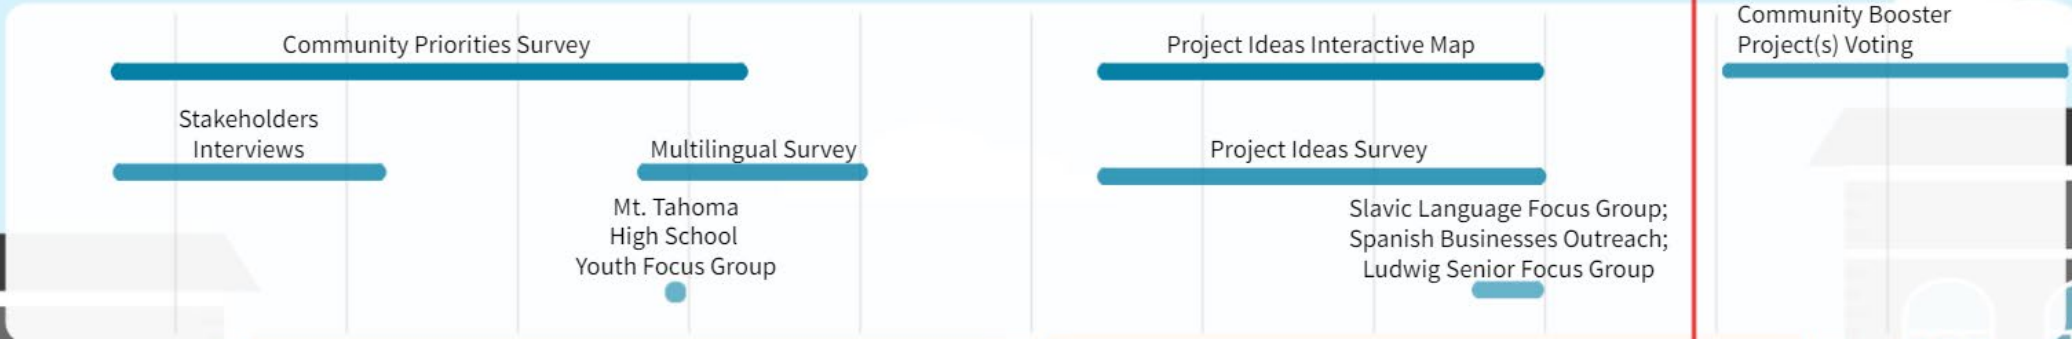 Community Priorities Survey
Project Ideas Interactive Map
Community Booster
Project(s) Voting
Stakeholders
Interviews
Multilingual Survey
Project Ideas Survey
Mt. Tahoma
High School
Youth Focus Group
Slavic Language Focus Group;
Spanish Businesses Outreach;
Ludwig Senior Focus Group